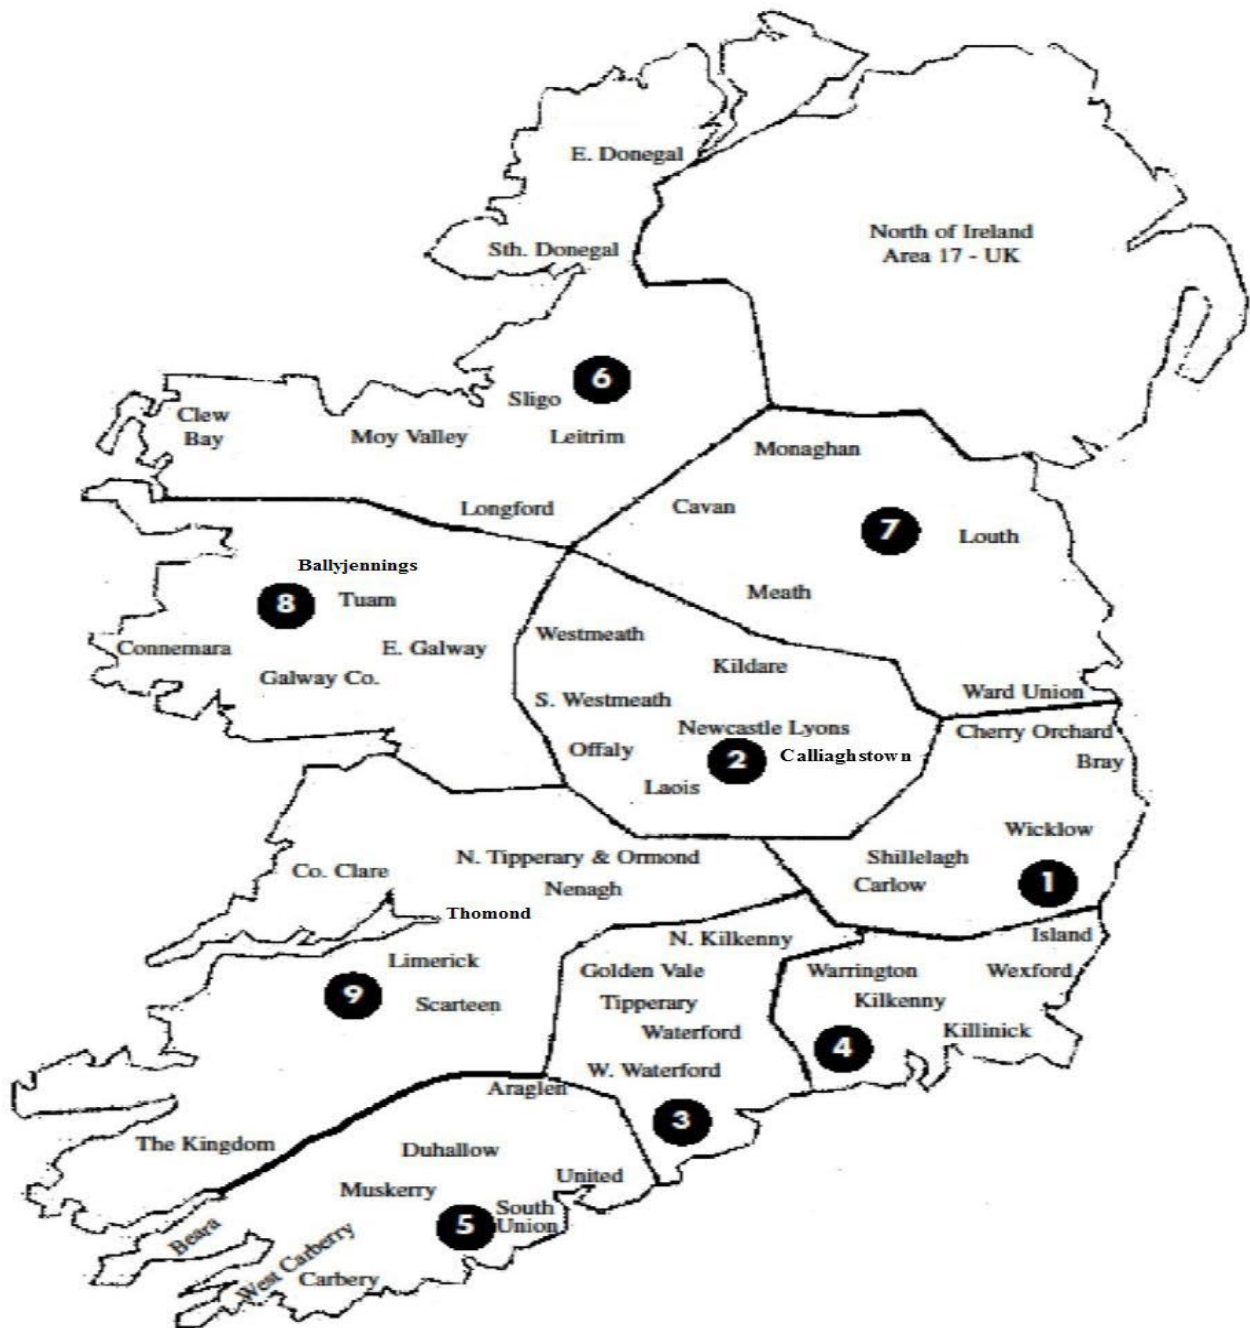 E. Donegal
North of Ireland
Area 17 - UK
Sth. Donegal
6
Sligo
Clew
Bay
Moy Valley
Leitrim
Monaghan
Longford
Cavan
7
Louth
Ballyjennings
8
Tuam
Meath
Connemara
E. Galway
Westmeath
Galway Co.
Kildare
S. Westmeath
Ward Union
Newcastle Lyons
Cherry Orchard
Offaly
2
Calliaghstown
Bray
Laois
Wicklow
N. Tipperary & Ormond
Shillelagh
Co. Clare
Nenagh
Carlow
1
Thomond
N. Kilkenny
Island
Limerick
Golden Vale
Warrington
Wexford
9
Scarteen
Tipperary
Kilkenny
Waterford
Killinick
4
W. Waterford
Araglen
3
The Kingdom
Duhallow
United
Muskerry
South
Union
5
Beara
West Carberry
Carbery